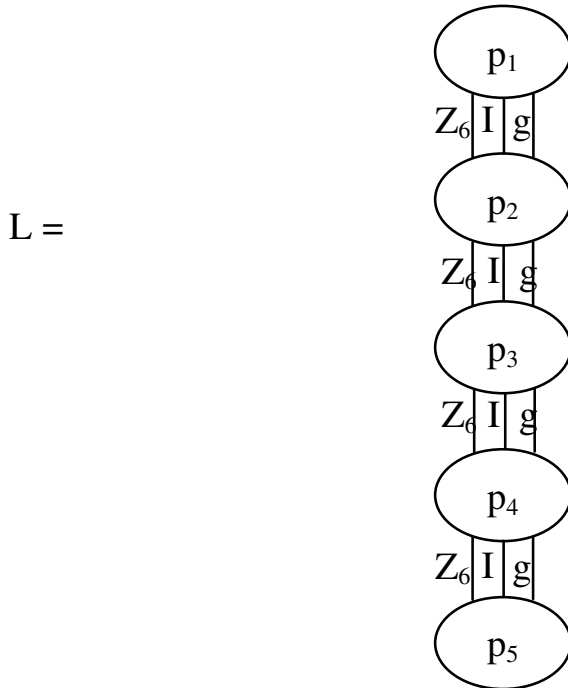 p₁
Z₆ I g
p₂
L =
Z₆ I g
p₃
Z₆ I g
p₄
Z₆ I g
p₅